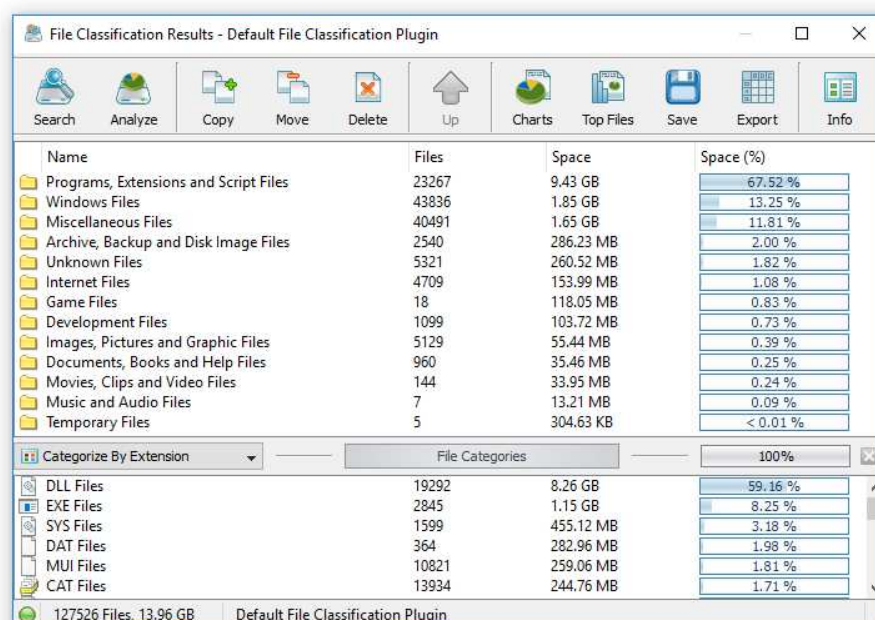 File Classification Results - Default File Classification Plugin
Search Analyze Copy Move Delete Up Charts Top Files Save Export Info
Name Files Space Space (%)
Programs, Extensions and Script Files 23267 9.43 GB 67.52 %
Windows Files 43836 1.85 GB 13.25 %
Miscellaneous Files 40491 1.65 GB 11.81 %
Archive, Backup and Disk Image Files 2540 286.23 MB 2.00 %
Unknown Files 5321 260.52 MB 1.82 %
Internet Files 4709 153.99 MB 1.08 %
Game Files 18 118.05 MB 0.83 %
Development Files 1099 103.72 MB 0.73 %
Images, Pictures and Graphic Files 5129 55.44 MB 0.39 %
Documents, Books and Help Files 960 35.46 MB 0.25 %
Movies, Clips and Video Files 144 33.95 MB 0.24 %
Music and Audio Files 7 13.21 MB 0.09 %
Temporary Files 5 304.63 KB < 0.01 %
Categorize By Extension File Categories 100%
DLL Files 19292 8.26 GB 59.16 %
EXE Files 2845 1.15 GB 8.25 %
SYS Files 1599 455.12 MB 3.18 %
DAT Files 364 282.96 MB 1.98 %
MUI Files 10821 259.06 MB 1.81 %
CAT Files 13934 244.76 MB 1.71 %
127526 Files, 13.96 GB Default File Classification Plugin